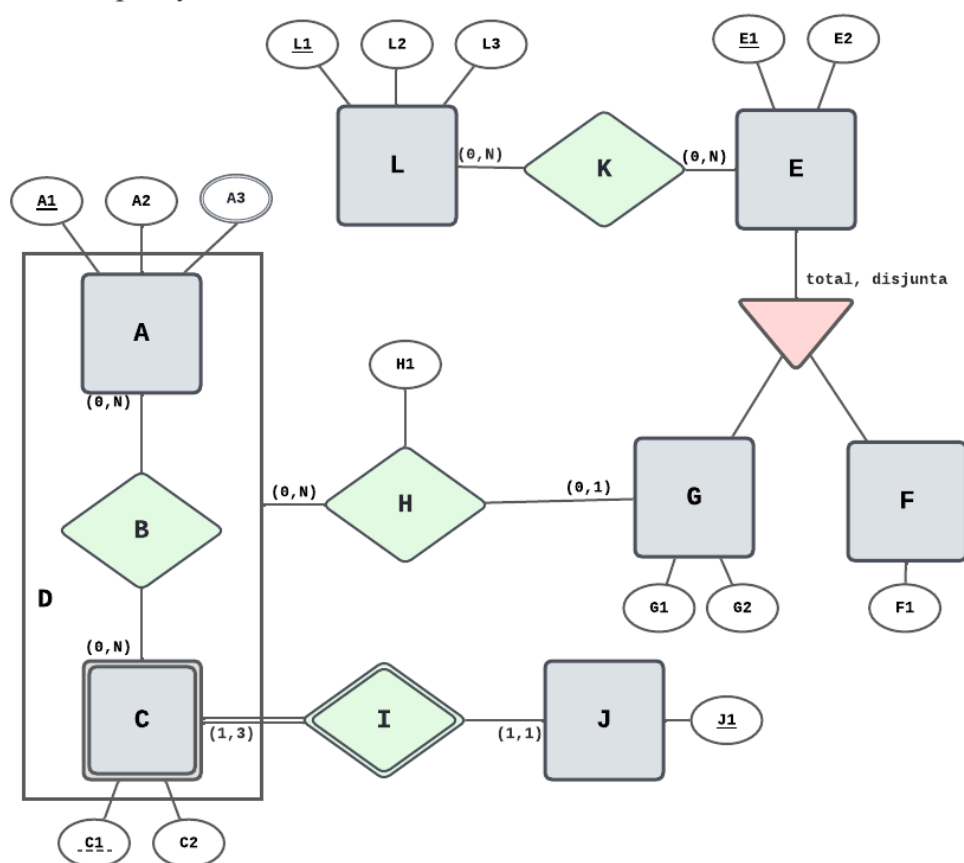 L1 L2 L3 E1 E2
L (0,N) K (0,N) E
A1 A2 A3
total, disjunta
A
(0,N)
H1
(0,N) H (0,1) G F
B
D
G1 G2 F1
(0,N)
C (1,3) I (1,1) J J1
C1 C2